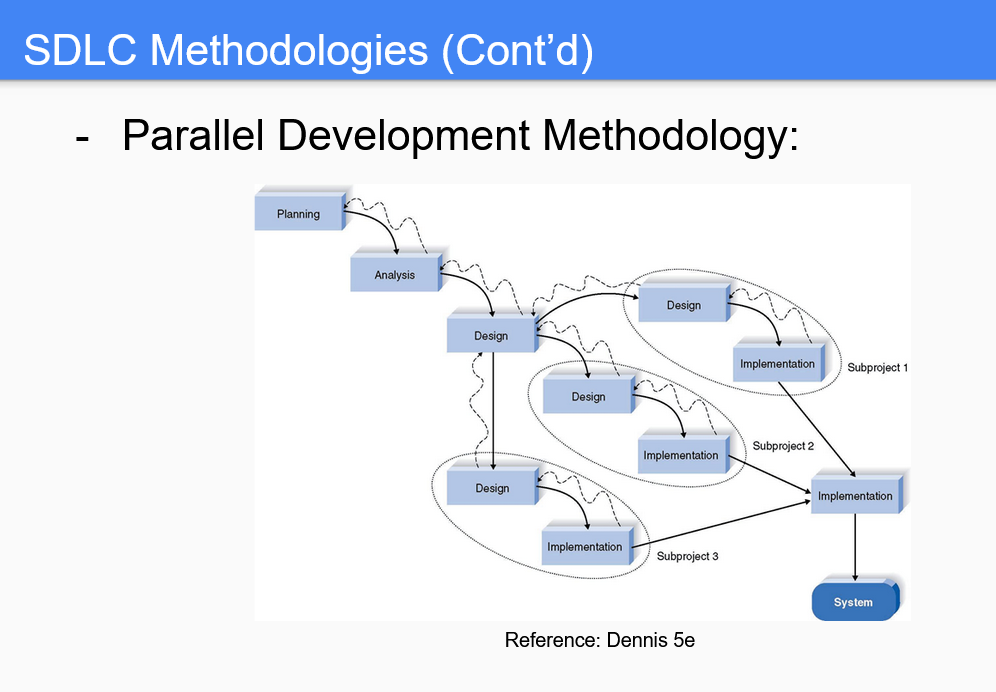 SDLC Methodologies (Cont’d)
- Parallel Development Methodology:
Planning
Analysis
Design
Design
Implementation
Subproject 1
Design
Implementation
Subproject 2
Design
Implementation
Subproject 3
Implementation
System
Reference: Dennis 5e